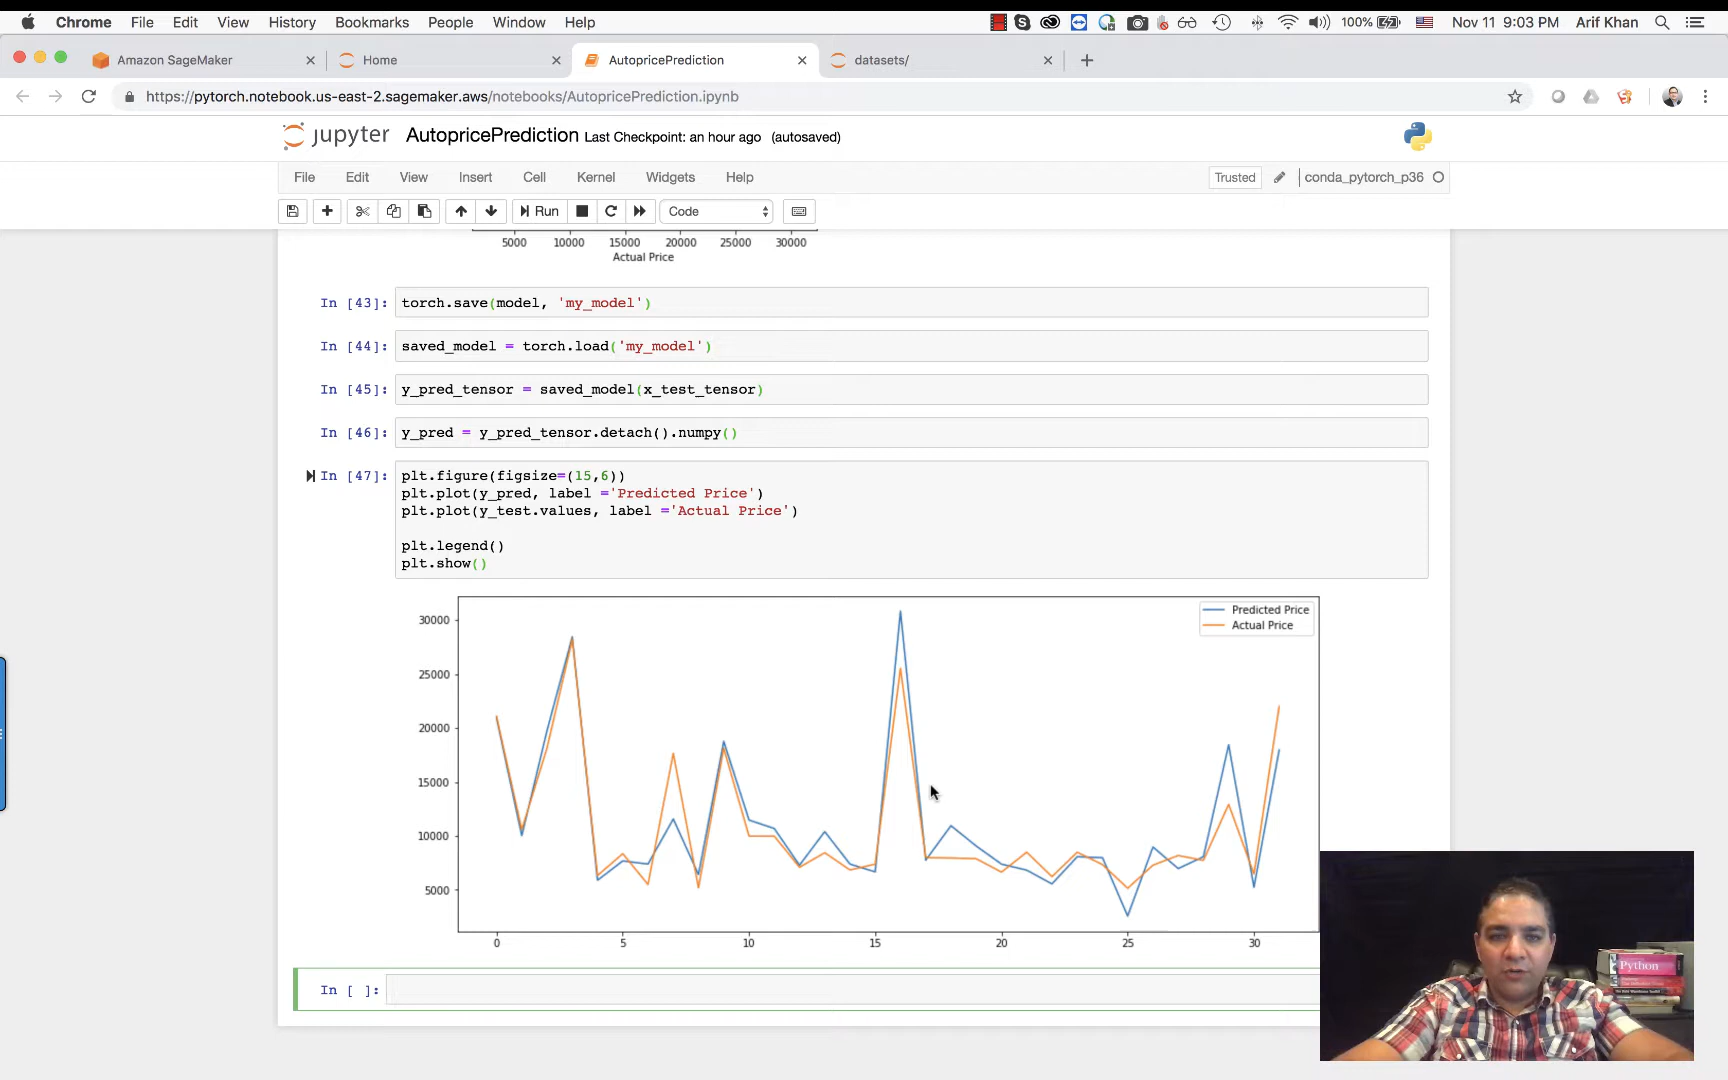 Chrome File Edit View History Bookmarks People Window Help 100% Nov 11 9:03 PM Arif Khan
Amazon SageMaker Home AutopricePrediction datasets/
https://pytorch.notebook.us-east-2.sagemaker.aws/notebooks/AutopricePrediction.ipynb
jupyter AutopricePrediction Last Checkpoint: an hour ago (autosaved)
File Edit View Insert Cell Kernel Widgets Help Trusted conda_pytorch_p36
Run Code
5000 10000 15000 20000 25000 30000
Actual Price
In [43]: torch.save(model, 'my_model')
In [44]: saved_model = torch.load('my_model')
In [45]: y_pred_tensor = saved_model(x_test_tensor)
In [46]: y_pred = y_pred_tensor.detach().numpy()
In [47]: plt.figure(figsize=(15,6))
plt.plot(y_pred, label ='Predicted Price')
plt.plot(y_test.values, label ='Actual Price')
plt.legend()
plt.show()
Predicted Price
Actual Price
30000
25000
20000
15000
10000
5000
0 5 10 15 20 25 30
In [ ]:
Python